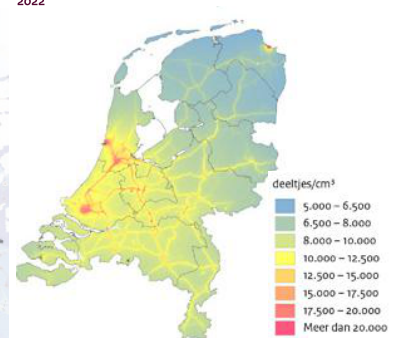 2022
deeltjes/cm³
5.000 – 6.500
6.500 – 8.000
8.000 – 10.000
10.000 – 12.500
12.500 – 15.000
15.000 – 17.500
17.500 – 20.000
Meer dan 20.000